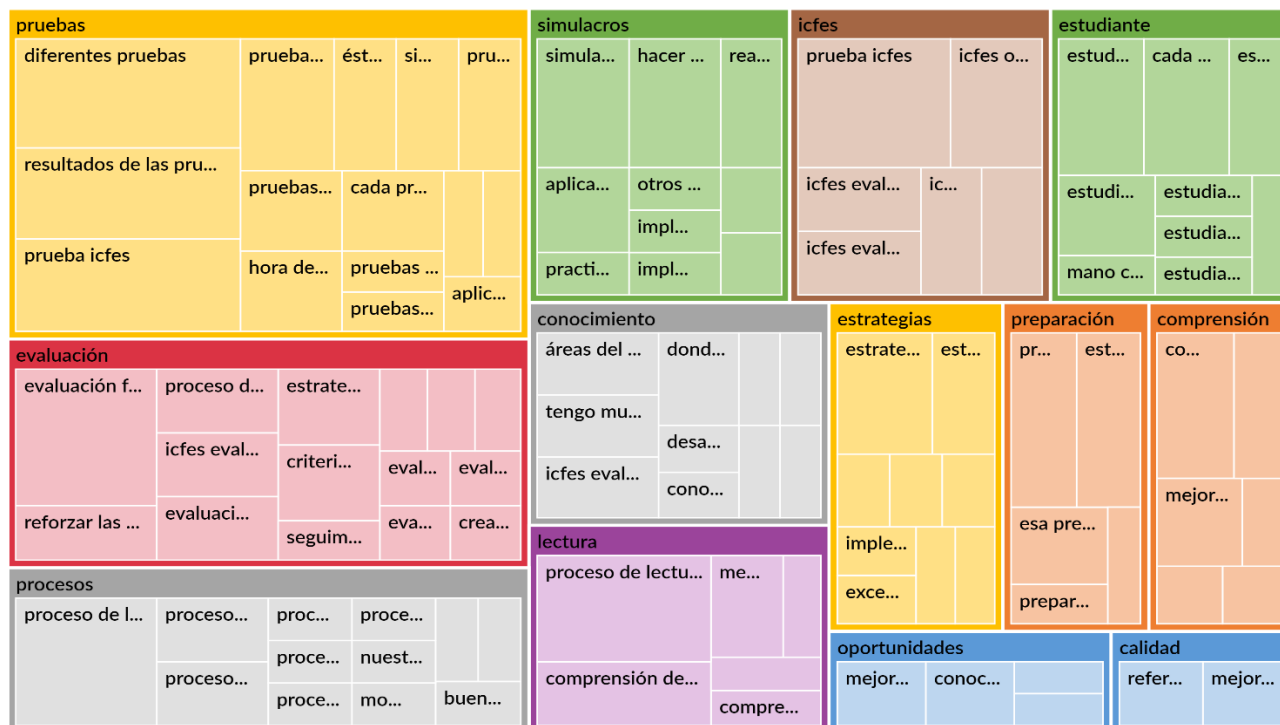 pruebas
diferentes pruebas
prueba...
ést...
si...
pru...
resultados de las pru...
pruebas...
cada pr...
prueba icfes
hora de...
pruebas ...
pruebas...
aplic...
simulacros
simula...
hacer ...
rea...
aplica...
otros ...
impl...
practi...
impl...
icfes
prueba icfes
icfes o...
icfes eval...
ic...
icfes eval...
estudiante
estud...
cada ...
es...
estudi...
estudia...
estudia...
mano c...
estudia...
evaluación
evaluación f...
proceso d...
estrate...
icfes eval...
criteri...
eval...
eval...
reforzar las ...
evaluaci...
seguim...
eva...
crea...
conocimiento
áreas del ...
dond...
tengo mu...
desa...
icfes eval...
cono...
estrategias
estrate...
est...
imple...
exce...
preparación
pr...
est...
esa pre...
prepar...
comprensión
co...
mejor...
procesos
proceso de l...
proceso...
proc...
proce...
proce...
nuest...
proceso...
proce...
mo...
buen...
lectura
proceso de lectu...
me...
comprensión de...
compre...
oportunidades
mejor...
conoc...
calidad
refer...
mejor...